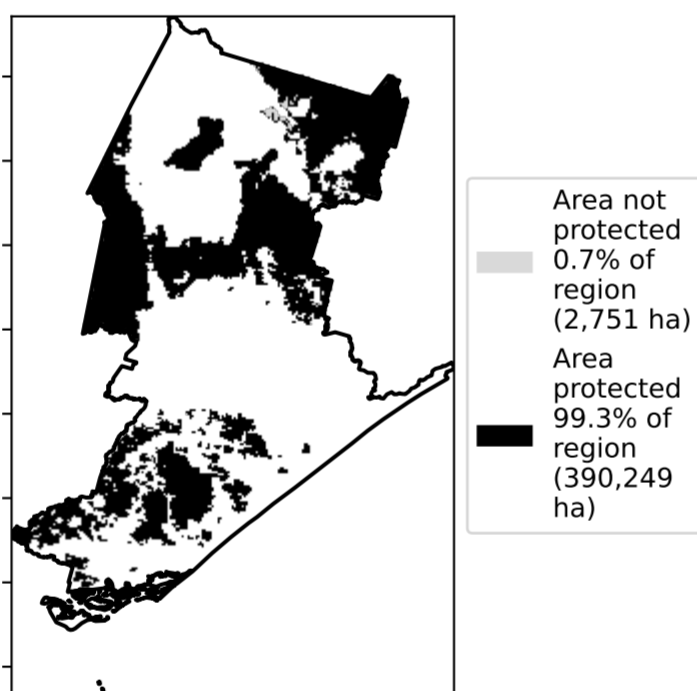 Area not
protected
0.7% of
region
(2,751 ha)
Area
protected
99.3% of
region
(390,249
ha)